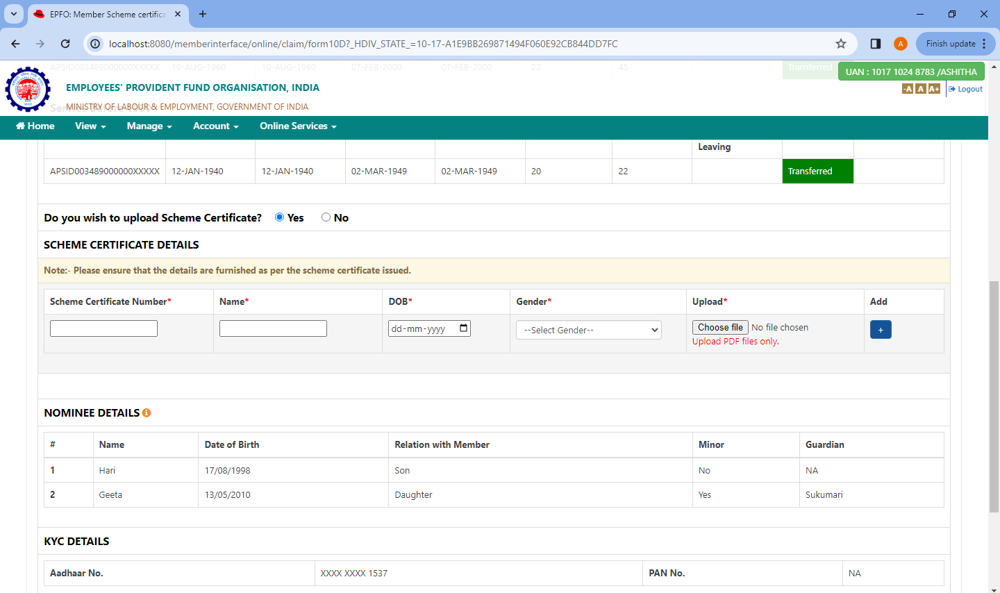 EPFO: Member Scheme certifica
localhost:8080/memberinterface/online/claim/form10D?_HDIV_STATE_=10-17-A1E9BB269871494F060E92CB844DD7FC
A
Finish update
APSID003489000000XXXXX 10-AUG-1960 10-AUG-1960 07-FEB-2000 07-FEB-2000 22 45 Transferred
UAN : 1017 1024 8783 /ASHITHA
EMPLOYEES' PROVIDENT FUND ORGANISATION, INDIA
-A A A+ Logout
MINISTRY OF LABOUR & EMPLOYMENT, GOVERNMENT OF INDIA
Home View Manage Account Online Services
Leaving
APSID003489000000XXXXX 12-JAN-1940 12-JAN-1940 02-MAR-1949 02-MAR-1949 20 22 Transferred
Do you wish to upload Scheme Certificate? Yes No
SCHEME CERTIFICATE DETAILS
Note:- Please ensure that the details are furnished as per the scheme certificate issued.
Scheme Certificate Number* Name* DOB* Gender* Upload* Add
dd-mm-yyyy --Select Gender-- Choose file No file chosen +
Upload PDF files only.
NOMINEE DETAILS
# Name Date of Birth Relation with Member Minor Guardian
1 Hari 17/08/1998 Son No NA
2 Geeta 13/05/2010 Daughter Yes Sukumari
KYC DETAILS
Aadhaar No. XXXX XXXX 1537 PAN No. NA